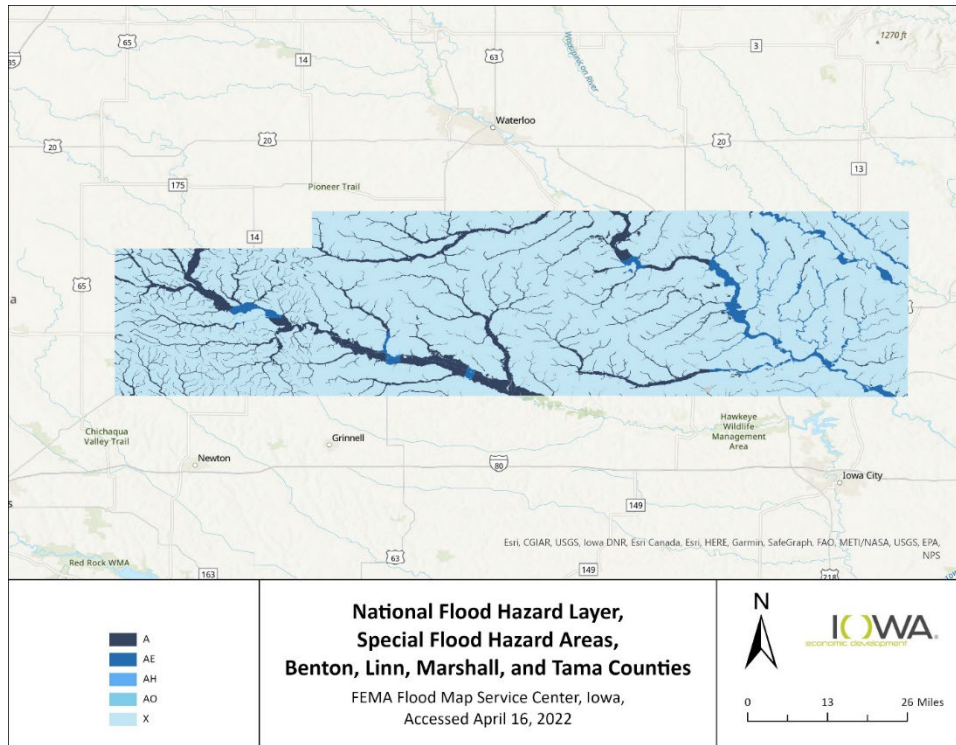 65
63
3
1270 ft
35
14
Wapsipinicon River
Waterloo
20
20
20
20
13
175
Pioneer Trail
14
65
a
Chichaqua
Valley Trail
Grinnell
Hawkeye
Wildlife
Management
Area
Newton
80
Iowa City
s
149
Esri, CGIAR, USGS, Iowa DNR, Esri Canada, Esri, HERE, Garmin, SafeGraph, FAO, METI/NASA, USGS, EPA,
NPS
Red Rock WMA
163
63
149
218
A
AE
AH
AO
X
National Flood Hazard Layer,
Special Flood Hazard Areas,
Benton, Linn, Marshall, and Tama Counties
FEMA Flood Map Service Center, Iowa,
Accessed April 16, 2022
N
IOWA®
economic development
0 13 26 Miles